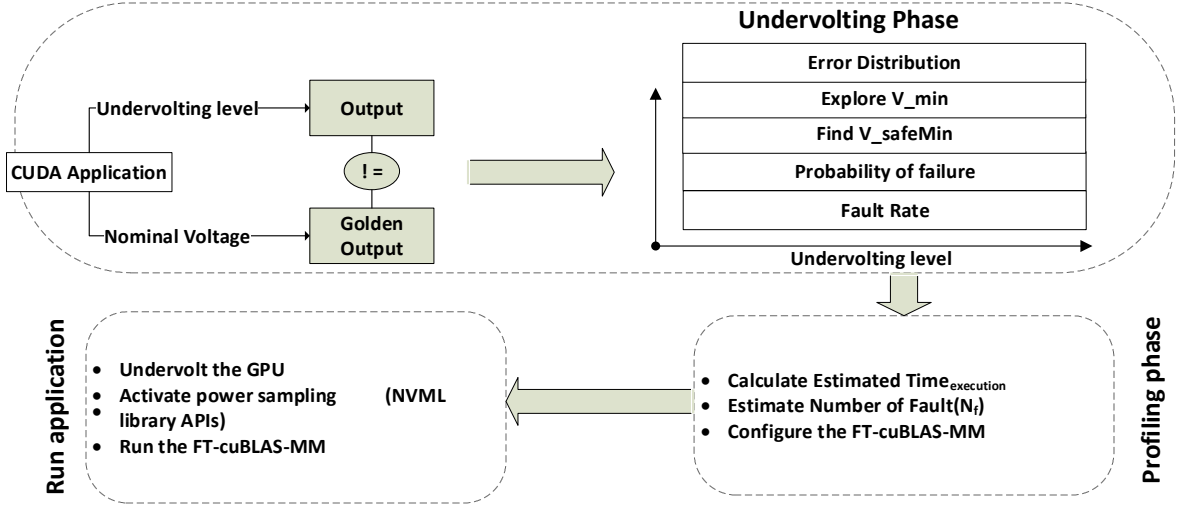 Undervolting Phase
Error Distribution
Explore V_min
Find V_safeMin
Probability of failure
Fault Rate
Undervolting level
Undervolting level
Output
CUDA Application
! =
Nominal Voltage
Golden
Output
Run application
• Undervolt the GPU
• Activate power sampling (NVML
• library APIs)
• Run the FT-cuBLAS-MM
• Calculate Estimated Timeexecution
• Estimate Number of Fault(Nf)
• Configure the FT-cuBLAS-MM
Profiling phase